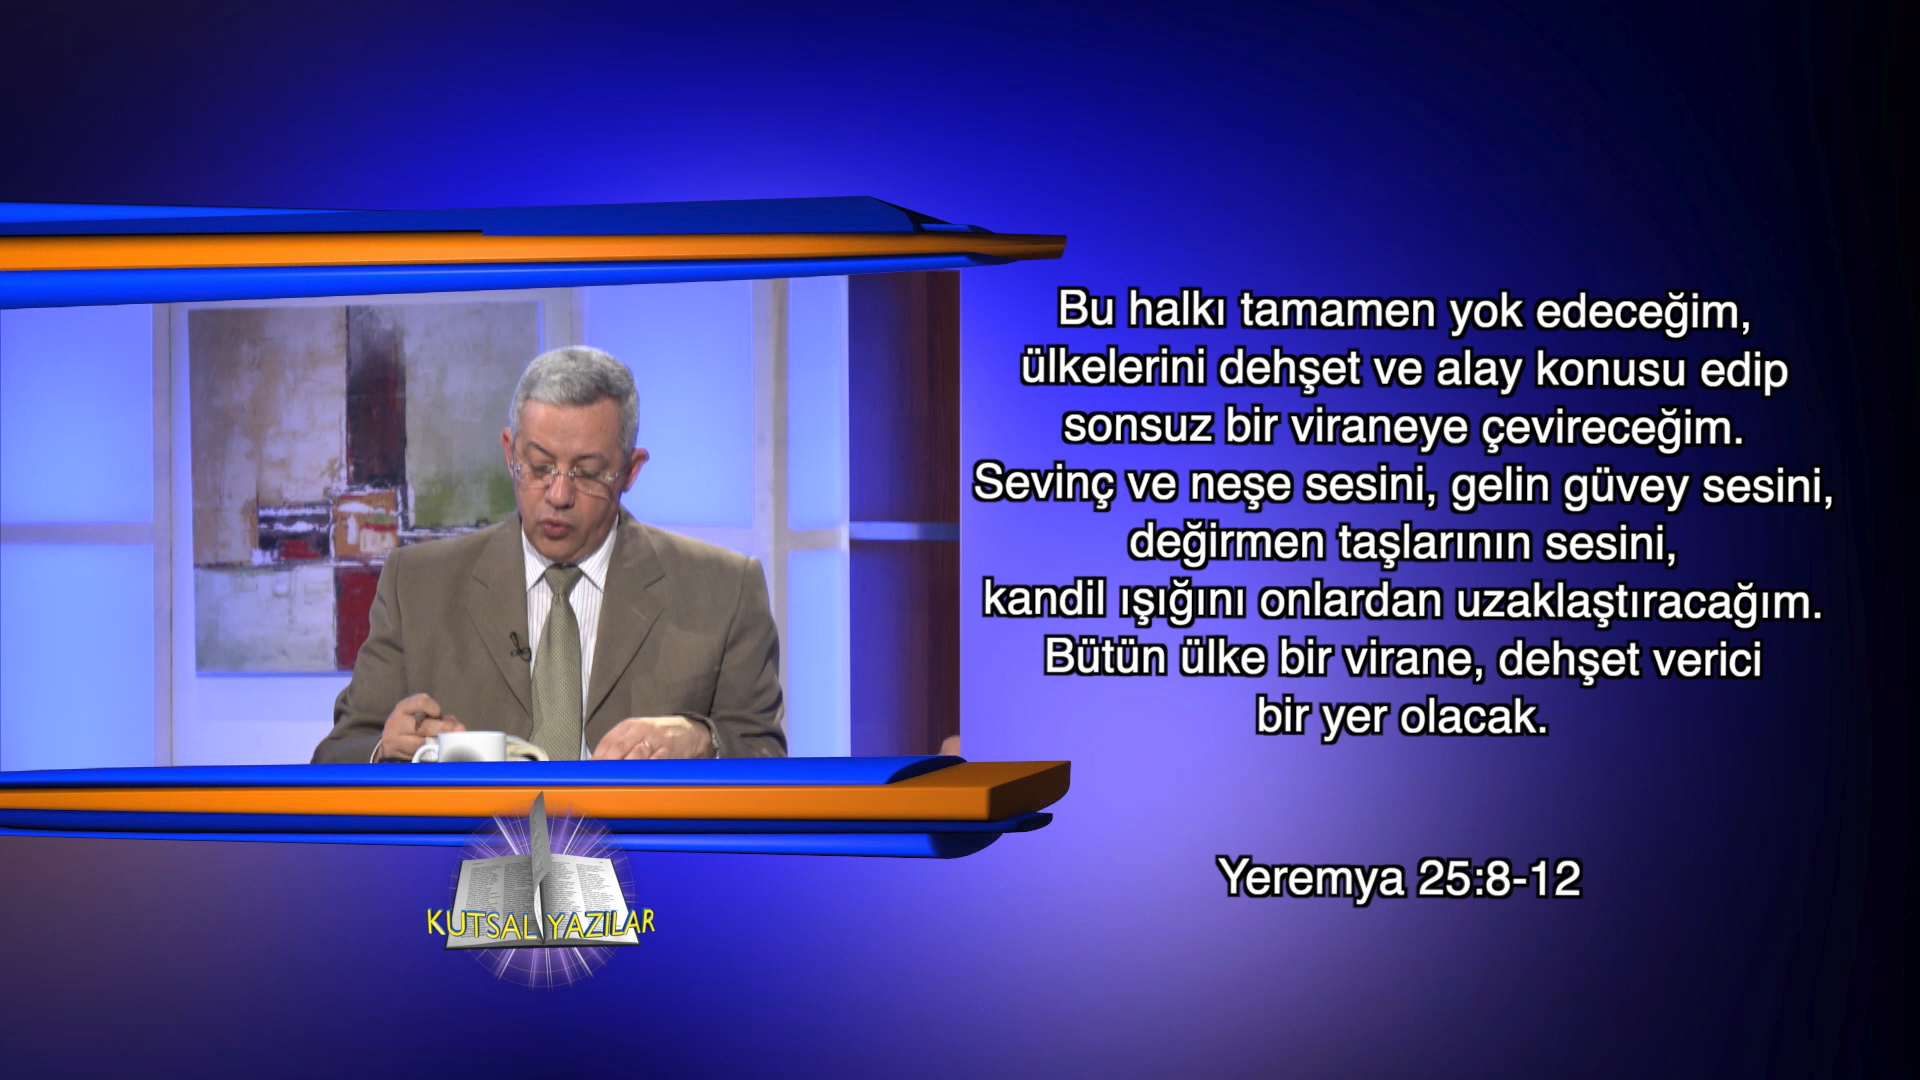 Bu halkı tamamen yok edeceğim,
ülkelerini dehşet ve alay konusu edip
sonsuz bir viraneye çevireceğim.
Sevinç ve neşe sesini, gelin güvey sesini,
değirmen taşlarının sesini,
kandil ışığını onlardan uzaklaştıracağım.
Bütün ülke bir virane, dehşet verici
bir yer olacak.
Yeremya 25:8-12
KUTSAL YAZILAR